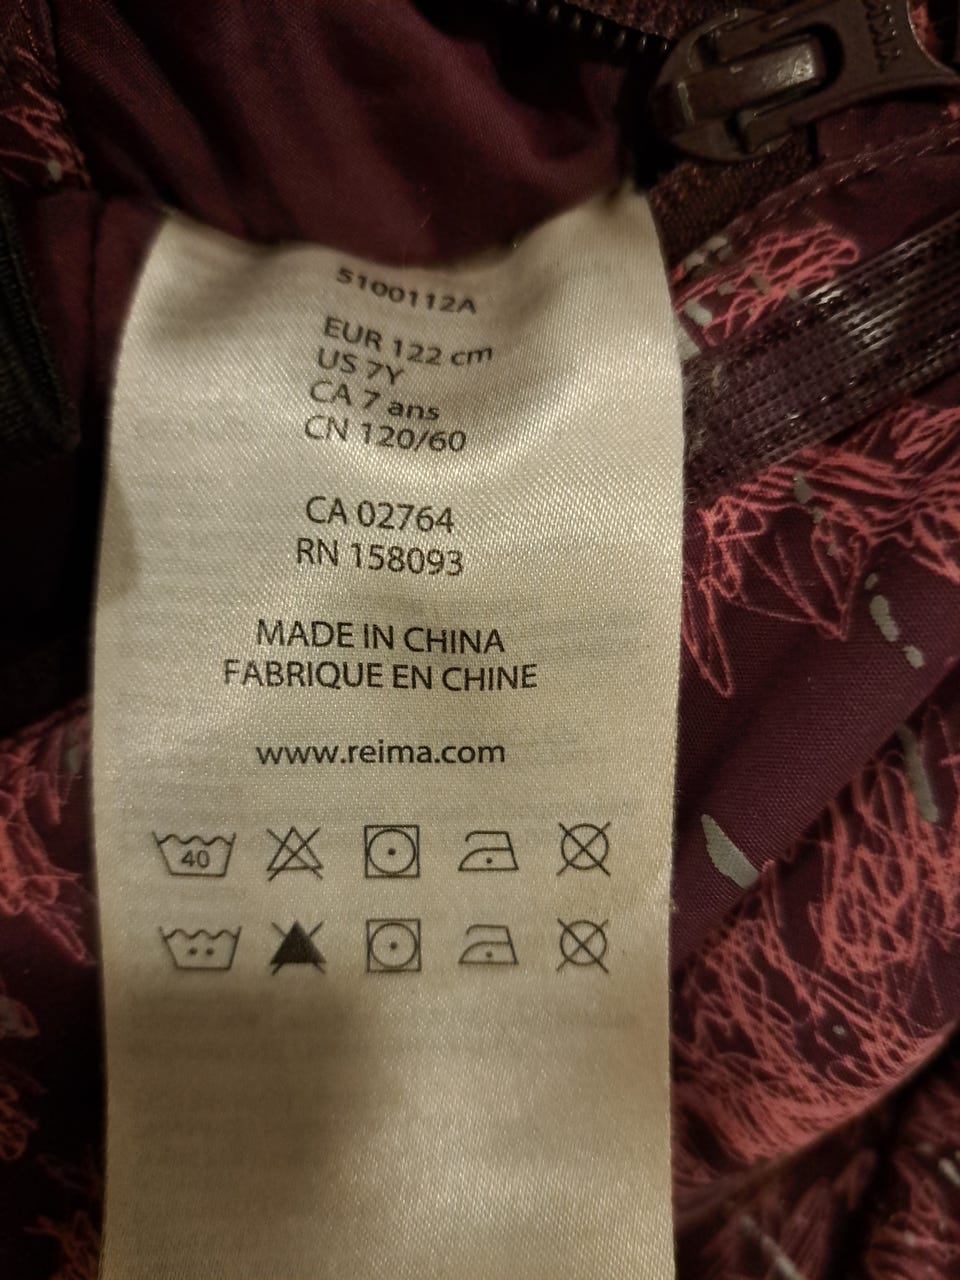 5100112A
EUR 122 cm
US 7Y
CA 7 ans
CN 120/60
CA 02764
RN 158093
MADE IN CHINA
FABRIQUE EN CHINE
www.reima.com
40